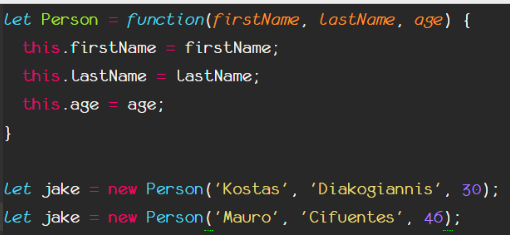 let Person = function(firstName, lastName, age) {
this.firstName = firstName;
this.lastName = lastName;
this.age = age;
}
let jake = new Person('Kostas', 'Diakogiannis', 30);
let jake = new Person('Mauro', 'Cifuentes', 46);